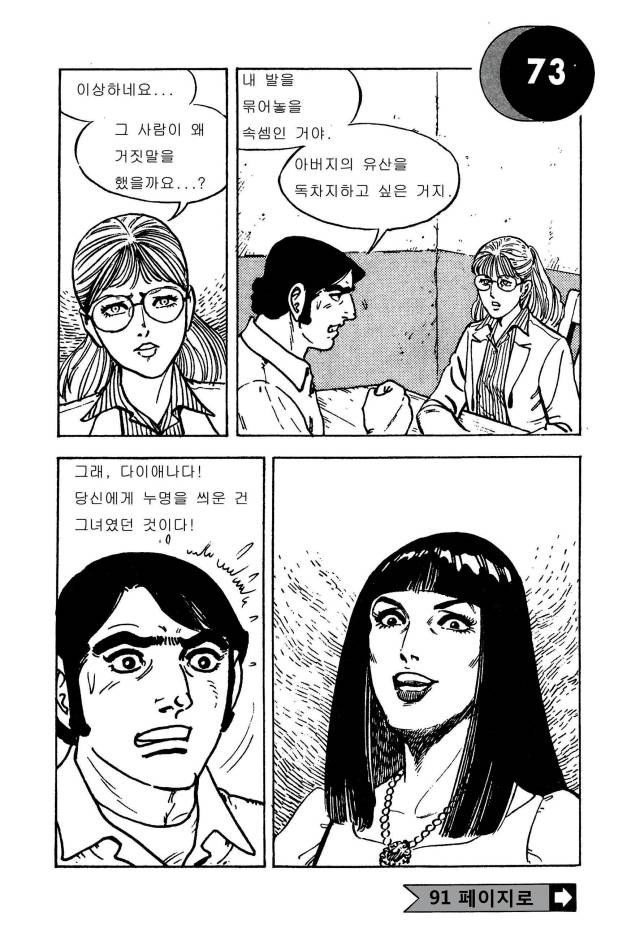 73
이상하네요...
그 사람이 왜
거짓말을
했을까요...?
내 발을
묶어놓을
속셈인 거야.
아버지의 유산을
독차지하고 싶은 거지.
그래, 다이애나다!
당신에게 누명을 씌운 건
그녀였던 것이다!
91 페이지로